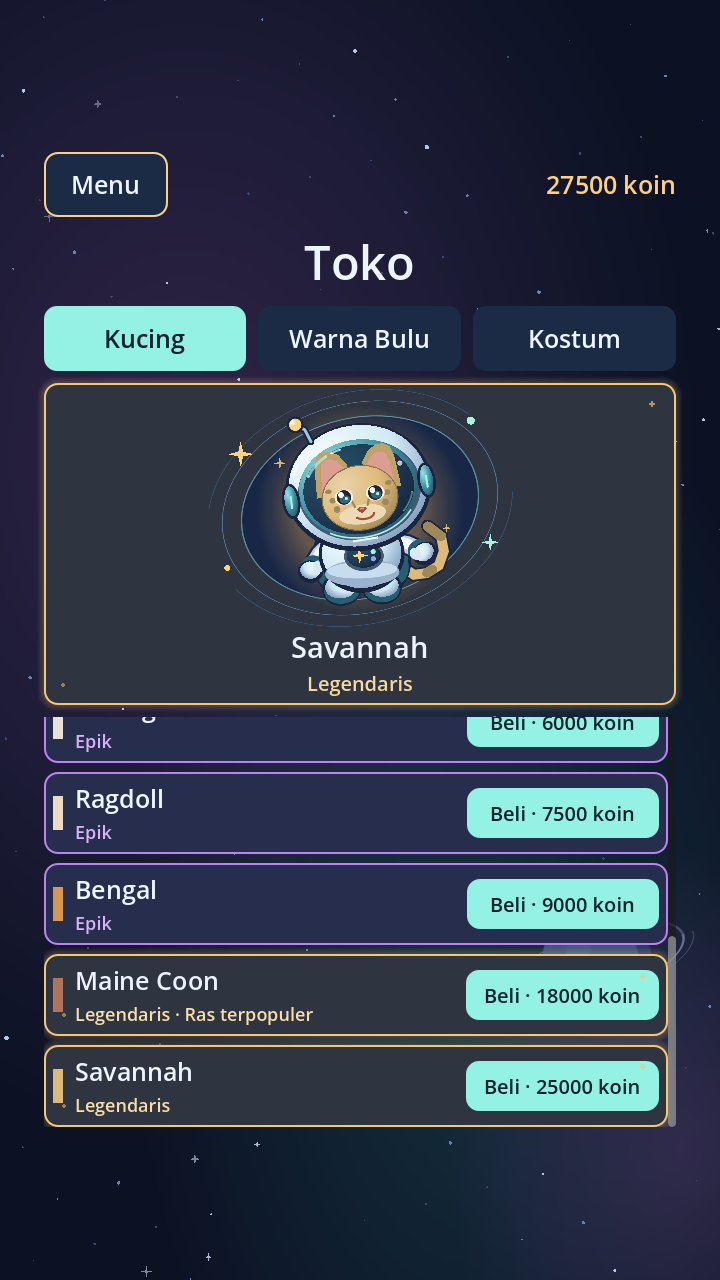 Menu
27500 koin
Toko
Kucing
Warna Bulu
Kostum
Savannah
Legendaris
Beli · 6000 koin
Epik
Ragdoll
Epik
Beli · 7500 koin
Bengal
Epik
Beli · 9000 koin
Maine Coon
Legendaris · Ras terpopuler
Beli · 18000 koin
Savannah
Legendaris
Beli · 25000 koin